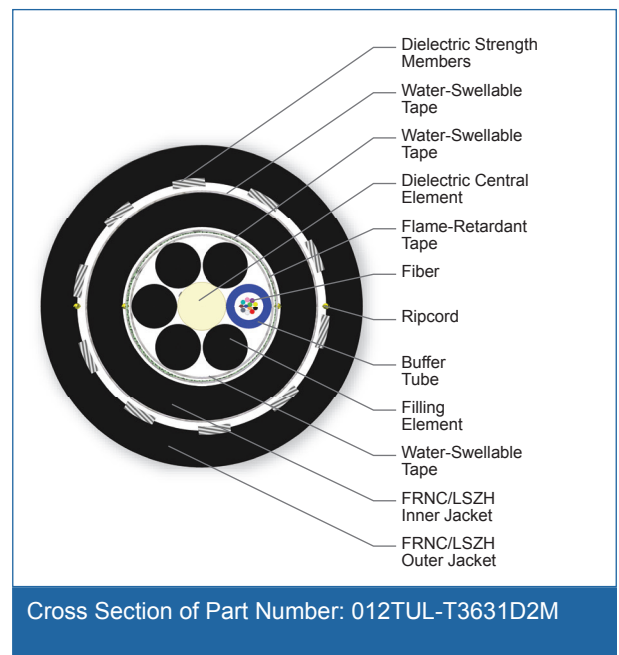 Dielectric Strength
Members
Water-Swellable
Tape
Water-Swellable
Tape
Dielectric Central
Element
Flame-Retardant
Tape
Fiber
Ripcord
Buffer
Tube
Filling
Element
Water-Swellable
Tape
FRNC/LSZH
Inner Jacket
FRNC/LSZH
Outer Jacket
Cross Section of Part Number: 012TUL-T3631D2M